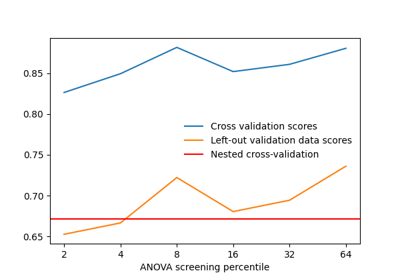 0.85
0.80
0.75
0.70
0.65
Cross validation scores
Left-out validation data scores
Nested cross-validation
2 4 8 16 32 64
ANOVA screening percentile